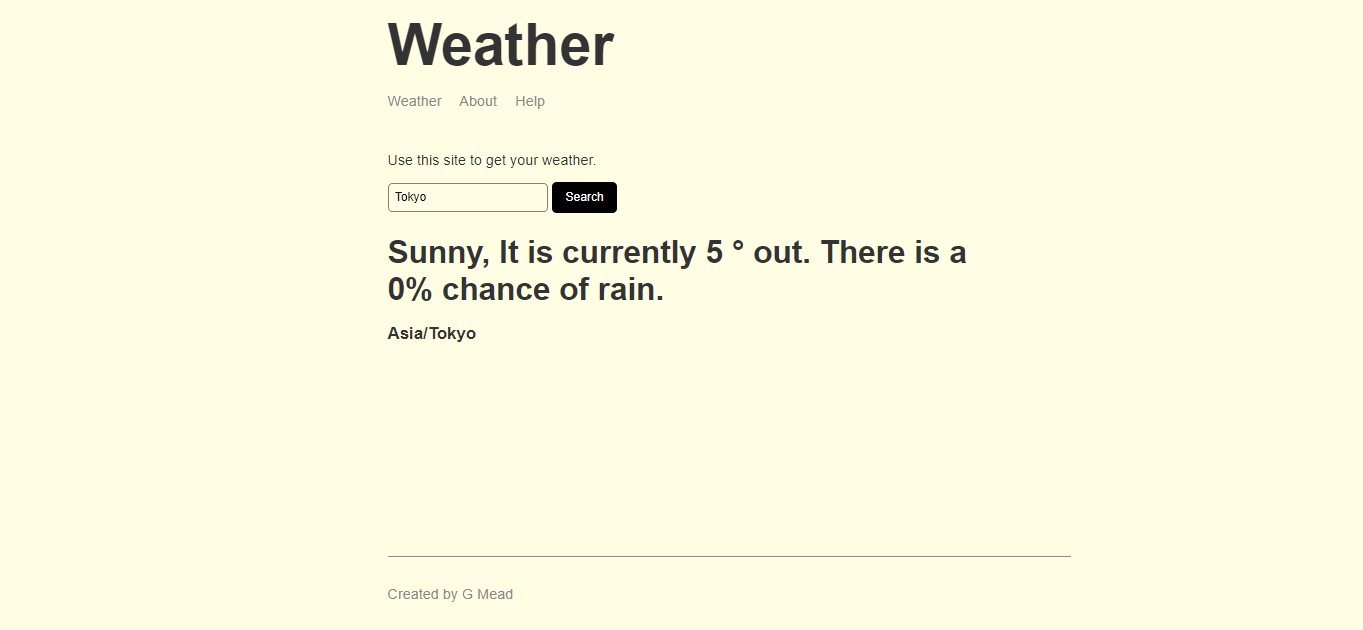 Weather
Weather About Help
Use this site to get your weather.
Tokyo Search
Sunny, It is currently 5 ° out. There is a
0% chance of rain.
Asia/Tokyo
Created by G Mead